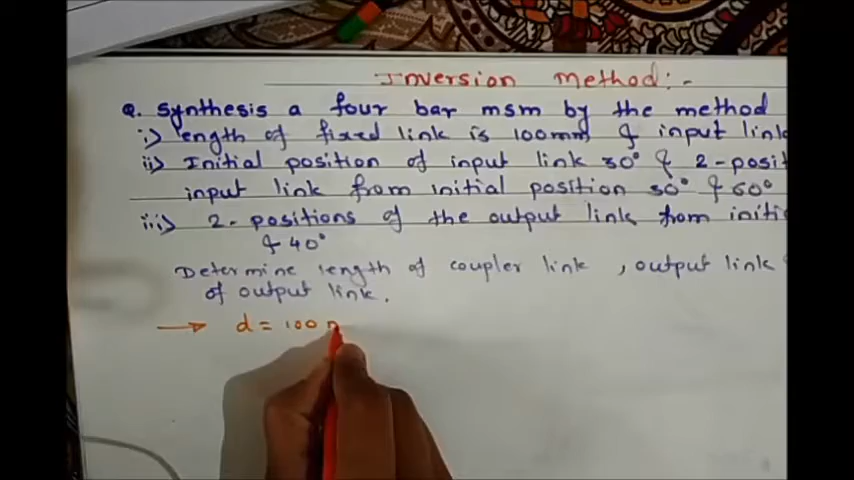 Inversion method:-
Q. Synthesis a four bar msm by the method
i) length of fixed link is 100mm & input link
ii) Initial position of input link 30° & 2-posit
input link from initial position 30° & 60°
iii) 2-positions of the output link from initi
& 40°
Determine length of coupler link , output link
of output link.
d = 100